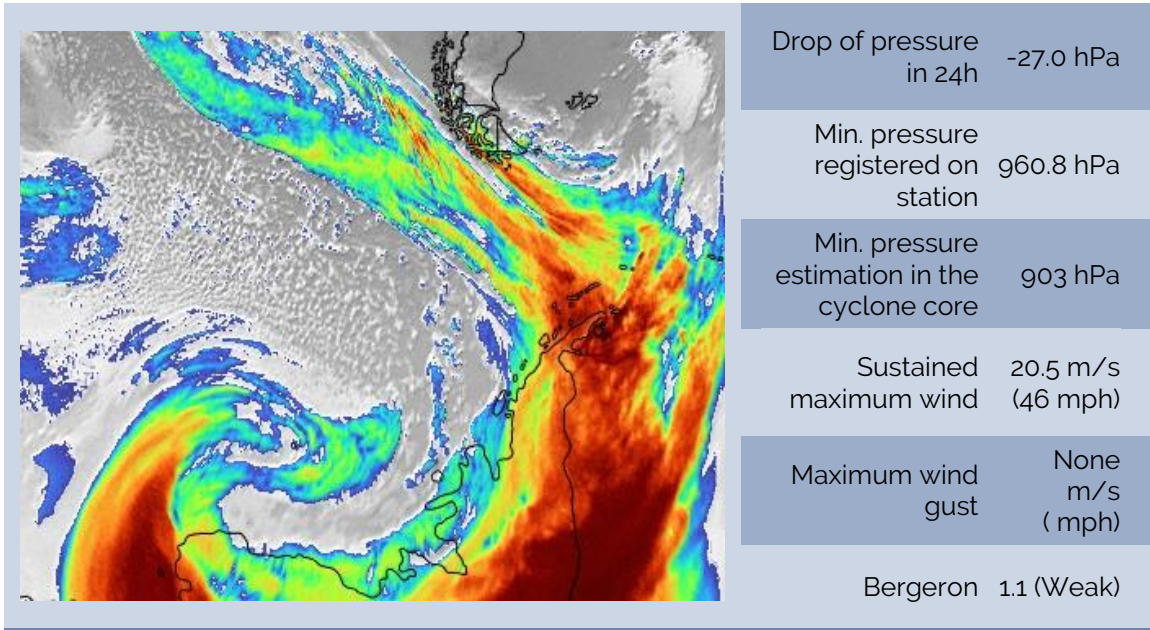 Drop of pressure
in 24h
-27.0 hPa
Min. pressure
registered on
station
960.8 hPa
Min. pressure
estimation in the
cyclone core
903 hPa
Sustained
maximum wind
20.5 m/s
(46 mph)
Maximum wind
gust
None
m/s
( mph)
Bergeron
1.1 (Weak)